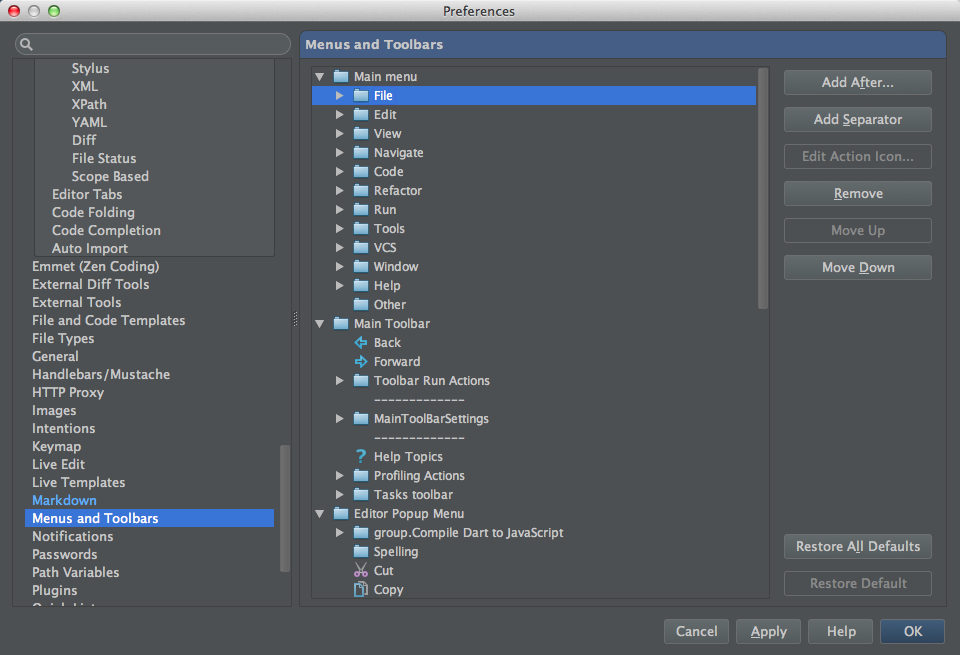 Preferences
Stylus
XML
XPath
YAML
Diff
File Status
Scope Based
Editor Tabs
Code Folding
Code Completion
Auto Import
Emmet (Zen Coding)
External Diff Tools
External Tools
File and Code Templates
File Types
General
Handlebars/Mustache
HTTP Proxy
Images
Intentions
Keymap
Live Edit
Live Templates
Markdown
Menus and Toolbars
Notifications
Passwords
Path Variables
Plugins
Menus and Toolbars
Main menu
File
Edit
View
Navigate
Code
Refactor
Run
Tools
VCS
Window
Help
Other
Main Toolbar
Back
Forward
Toolbar Run Actions
-------------
MainToolBarSettings
-------------
Help Topics
Profiling Actions
Tasks toolbar
Editor Popup Menu
group.Compile Dart to JavaScript
Spelling
Cut
Copy
Add After...
Add Separator
Edit Action Icon...
Remove
Move Up
Move Down
Restore All Defaults
Restore Default
Cancel
Apply
Help
OK